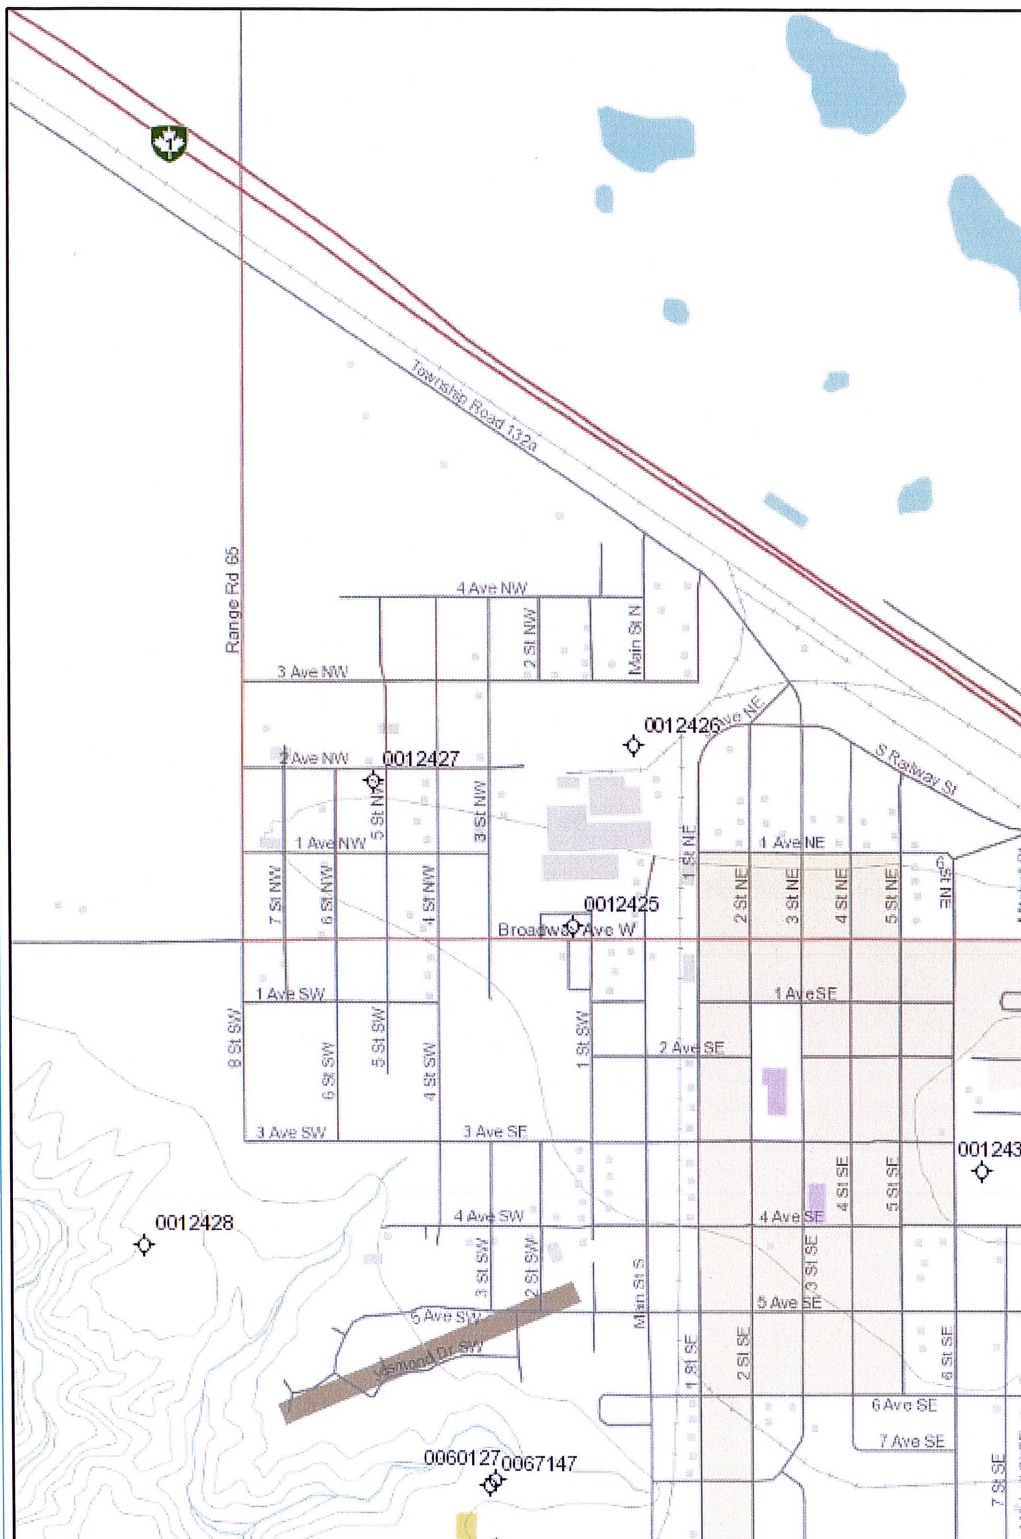 1
Township Road 132a
Range Rd 65
4 Ave NW
2 St NW
Main St N
3 Ave NW
0012426
Ave NE
2 Ave NW
0012427
S Railway St
5 St NW
3 St NW
1 Ave NW
1 St NE
1 Ave NE
6 St NE
7 St NW
6 St NW
4 St NW
2 St NE
3 St NE
4 St NE
5 St NE
0012425
Broadway Ave W
1 Ave SW
1 Ave SE
8 St SW
6 St SW
5 St SW
4 St SW
1 St SW
2 Ave SE
3 Ave SW
3 Ave SE
001243
4 St SE
5 St SE
0012428
4 Ave SW
4 Ave SE
3 St SW
2 St SW
Main St S
3 St SE
5 Ave SW
5 Ave SE
Dr SW
1 St SE
2 St SE
6 St SE
6 Ave SE
7 Ave SE
0060127
0067147
7 St SE